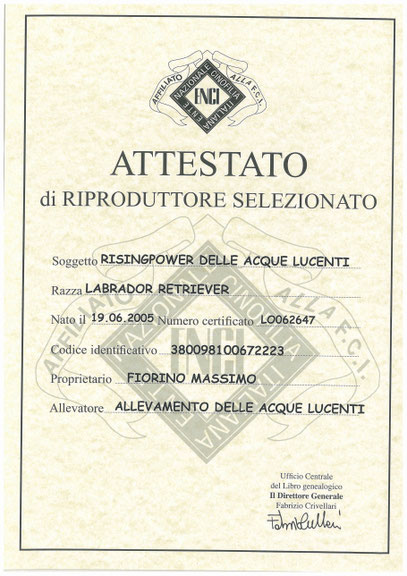 AFFILIATO ALLA F.C.I.
ENTE NAZIONALE CINOFILIA ITALIANA
ENCI
ATTESTATO
di RIPRODUTTORE SELEZIONATO
Soggetto RISINGPOWER DELLE ACQUE LUCENTI
Razza LABRADOR RETRIEVER
Nato il 19.06.2005 Numero certificato LO062647
Codice identificativo 380098100672223
Proprietario FIORINO MASSIMO
Allevatore ALLEVAMENTO DELLE ACQUE LUCENTI
Ufficio Centrale
del Libro genealogico
Il Direttore Generale
Fabrizio Crivellari